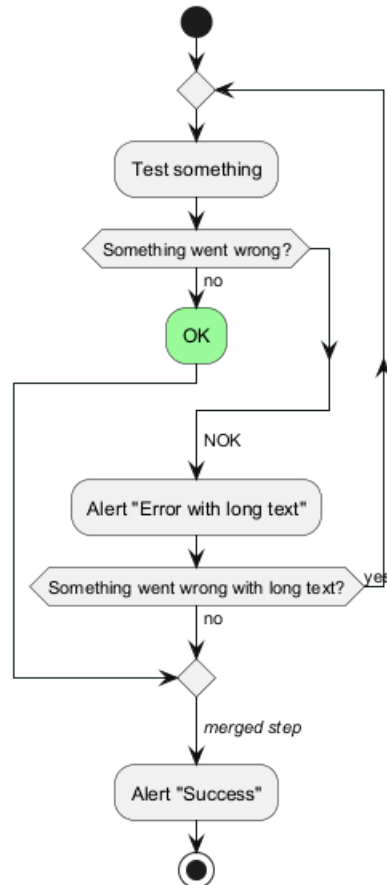 Test something
Something went wrong?
no
OK
NOK
Alert "Error with long text"
Something went wrong with long text?
yes
no
merged step
Alert "Success"